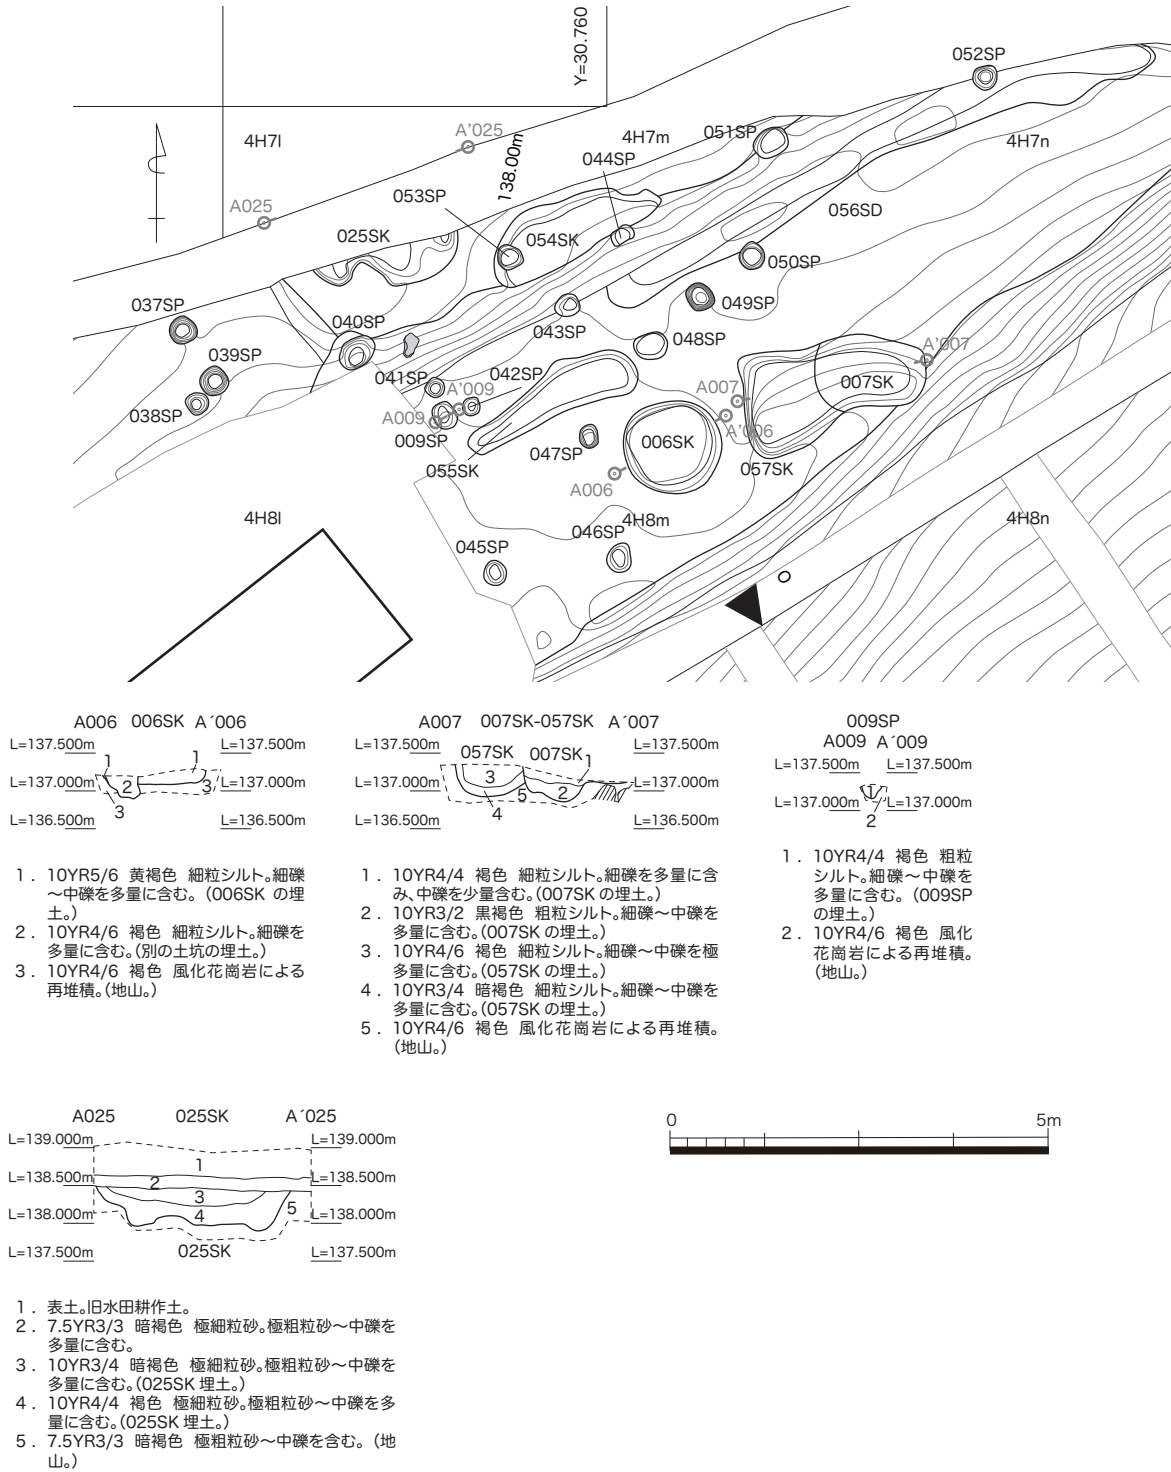 Y=30.760
052SP
A'025
4H7l
4H7m
051SP
4H7n
138.00m
044SP
053SP
A025
056SD
025SK
054SK
050SP
037SP
049SP
040SP
043SP
048SP
A'007
039SP
041SP
042SP
A'009
A007
007SK
038SP
A009
A'006
009SP
006SK
047SP
055SK
057SK
A006
4H8l
4H8m
4H8n
046SP
045SP
A006 006SK A´006
L=137.500m 1 1 L=137.500m
L=137.000m 2 3 L=137.000m
3
L=136.500m L=136.500m
A007 007SK-057SK A´007
L=137.500m 057SK 007SK 1 L=137.500m
L=137.000m 3 5 2 L=137.000m
4
L=136.500m L=136.500m
009SP
A009 A´009
L=137.500m L=137.500m
L=137.000m 1 L=137.000m
2
1．10YR5/6 黄褐色 細粒シルト。細礫
～中礫を多量に含む。（006SK の埋
土。）
2．10YR4/6 褐色 細粒シルト。細礫を
多量に含む。（別の土坑の埋土。）
3．10YR4/6 褐色 風化花崗岩による
再堆積。（地山。）
1．10YR4/4 褐色 細粒シルト。細礫を多量に含
み、中礫を少量含む。（007SK の埋土。）
2．10YR3/2 黒褐色 粗粒シルト。細礫～中礫を
多量に含む。（007SK の埋土。）
3．10YR4/6 褐色 細粒シルト。細礫～中礫を極
多量に含む。（057SK の埋土。）
4．10YR3/4 暗褐色 細粒シルト。細礫～中礫を
多量に含む。（057SK の埋土。）
5．10YR4/6 褐色 風化花崗岩による再堆積。
（地山。）
1．10YR4/4 褐色 粗粒
シルト。細礫～中礫を
多量に含む。（009SP
の埋土。）
2．10YR4/6 褐色 風化
花崗岩による再堆積。
（地山。）
A025 025SK A´025
L=139.000m L=139.000m
1
L=138.500m 2 L=138.500m
3
L=138.000m 4 5 L=138.000m
L=137.500m 025SK L=137.500m
0 5m
1．表土。旧水田耕作土。
2．7.5YR3/3 暗褐色 極細粒砂。極粗粒砂～中礫を
多量に含む。
3．10YR3/4 暗褐色 極細粒砂。極粗粒砂～中礫を
多量に含む。（025SK 埋土。）
4．10YR4/4 褐色 極細粒砂。極粗粒砂～中礫を多
量に含む。（025SK 埋土。）
5．7.5YR3/3 暗褐色 極粗粒砂～中礫を含む。（地
山。）